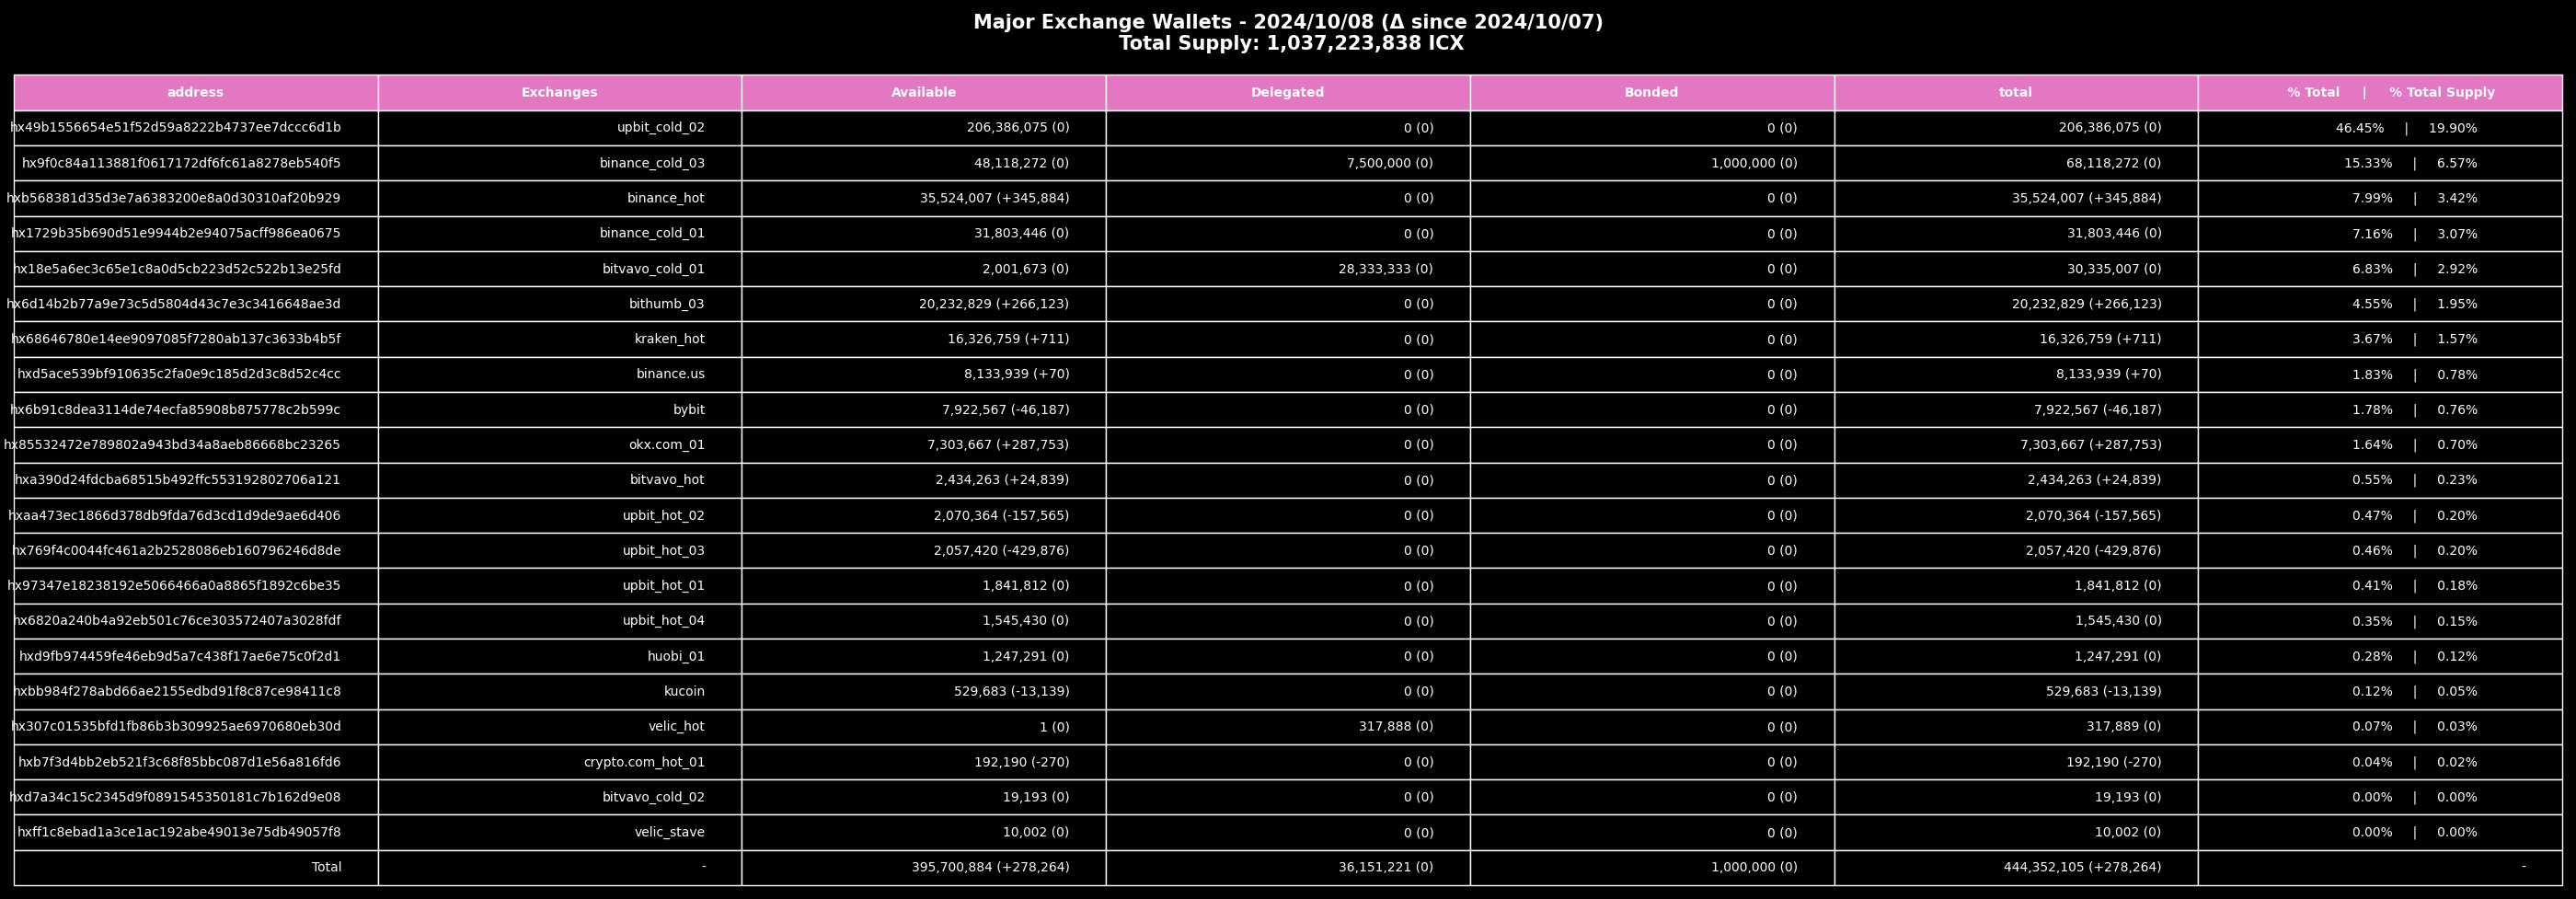 Major Exchange Wallets - 2024/10/08 (Δ since 2024/10/07)
Total Supply: 1,037,223,838 ICX
address Exchanges Available Delegated Bonded total % Total | % Total Supply
hx49b1556654e51f52d59a8222b4737ee7dccc6d1b upbit_cold_02 206,386,075 (0) 0 (0) 0 (0) 206,386,075 (0) 46.45% | 19.90%
hx9f0c84a113881f0617172df6fc61a8278eb540f5 binance_cold_03 48,118,272 (0) 7,500,000 (0) 1,000,000 (0) 68,118,272 (0) 15.33% | 6.57%
hxb568381d35d3e7a6383200e8a0d30310af20b929 binance_hot 35,524,007 (+345,884) 0 (0) 0 (0) 35,524,007 (+345,884) 7.99% | 3.42%
hx1729b35b690d51e9944b2e94075acff986ea0675 binance_cold_01 31,803,446 (0) 0 (0) 0 (0) 31,803,446 (0) 7.16% | 3.07%
hx18e5a6ec3c65e1c8a0d5cb223d52c522b13e25fd bitvavo_cold_01 2,001,673 (0) 28,333,333 (0) 0 (0) 30,335,007 (0) 6.83% | 2.92%
hx6d14b2b77a9e73c5d5804d43c7e3c3416648ae3d bithumb_03 20,232,829 (+266,123) 0 (0) 0 (0) 20,232,829 (+266,123) 4.55% | 1.95%
hx68646780e14ee9097085f7280ab137c3633b4b5f kraken_hot 16,326,759 (+711) 0 (0) 0 (0) 16,326,759 (+711) 3.67% | 1.57%
hxd5ace539bf910635c2fa0e9c185d2d3c8d52c4cc binance.us 8,133,939 (+70) 0 (0) 0 (0) 8,133,939 (+70) 1.83% | 0.78%
hx6b91c8dea3114de74ecfa85908b875778c2b599c bybit 7,922,567 (-46,187) 0 (0) 0 (0) 7,922,567 (-46,187) 1.78% | 0.76%
hx85532472e789802a943bd34a8aeb86668bc23265 okx.com_01 7,303,667 (+287,753) 0 (0) 0 (0) 7,303,667 (+287,753) 1.64% | 0.70%
hxa390d24fdcba68515b492ffc553192802706a121 bitvavo_hot 2,434,263 (+24,839) 0 (0) 0 (0) 2,434,263 (+24,839) 0.55% | 0.23%
hxaa473ec1866d378db9fda76d3cd1d9de9ae6d406 upbit_hot_02 2,070,364 (-157,565) 0 (0) 0 (0) 2,070,364 (-157,565) 0.47% | 0.20%
hx769f4c0044fc461a2b2528086eb160796246d8de upbit_hot_03 2,057,420 (-429,876) 0 (0) 0 (0) 2,057,420 (-429,876) 0.46% | 0.20%
hx97347e18238192e5066466a0a8865f1892c6be35 upbit_hot_01 1,841,812 (0) 0 (0) 0 (0) 1,841,812 (0) 0.41% | 0.18%
hx6820a240b4a92eb501c76ce303572407a3028fdf upbit_hot_04 1,545,430 (0) 0 (0) 0 (0) 1,545,430 (0) 0.35% | 0.15%
hxd9fb974459fe46eb9d5a7c438f17ae6e75c0f2d1 huobi_01 1,247,291 (0) 0 (0) 0 (0) 1,247,291 (0) 0.28% | 0.12%
hxbb984f278abd66ae2155edbd91f8c87ce98411c8 kucoin 529,683 (-13,139) 0 (0) 0 (0) 529,683 (-13,139) 0.12% | 0.05%
hx307c01535bfd1fb86b3b309925ae6970680eb30d velic_hot 1 (0) 317,888 (0) 0 (0) 317,889 (0) 0.07% | 0.03%
hxb7f3d4bb2eb521f3c68f85bbc087d1e56a816fd6 crypto.com_hot_01 192,190 (-270) 0 (0) 0 (0) 192,190 (-270) 0.04% | 0.02%
hxd7a34c15c2345d9f0891545350181c7b162d9e08 bitvavo_cold_02 19,193 (0) 0 (0) 0 (0) 19,193 (0) 0.00% | 0.00%
hxff1c8ebad1a3ce1ac192abe49013e75db49057f8 velic_stave 10,002 (0) 0 (0) 0 (0) 10,002 (0) 0.00% | 0.00%
Total - 395,700,884 (+278,264) 36,151,221 (0) 1,000,000 (0) 444,352,105 (+278,264) -